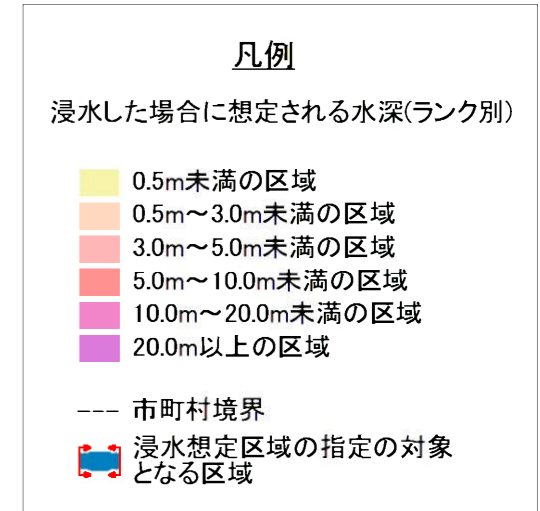 凡例
浸水した場合に想定される水深(ランク別)
0.5m未満の区域
0.5m～3.0m未満の区域
3.0m～5.0m未満の区域
5.0m～10.0m未満の区域
10.0m～20.0m未満の区域
20.0m以上の区域
市町村境界
浸水想定区域の指定の対象
となる区域